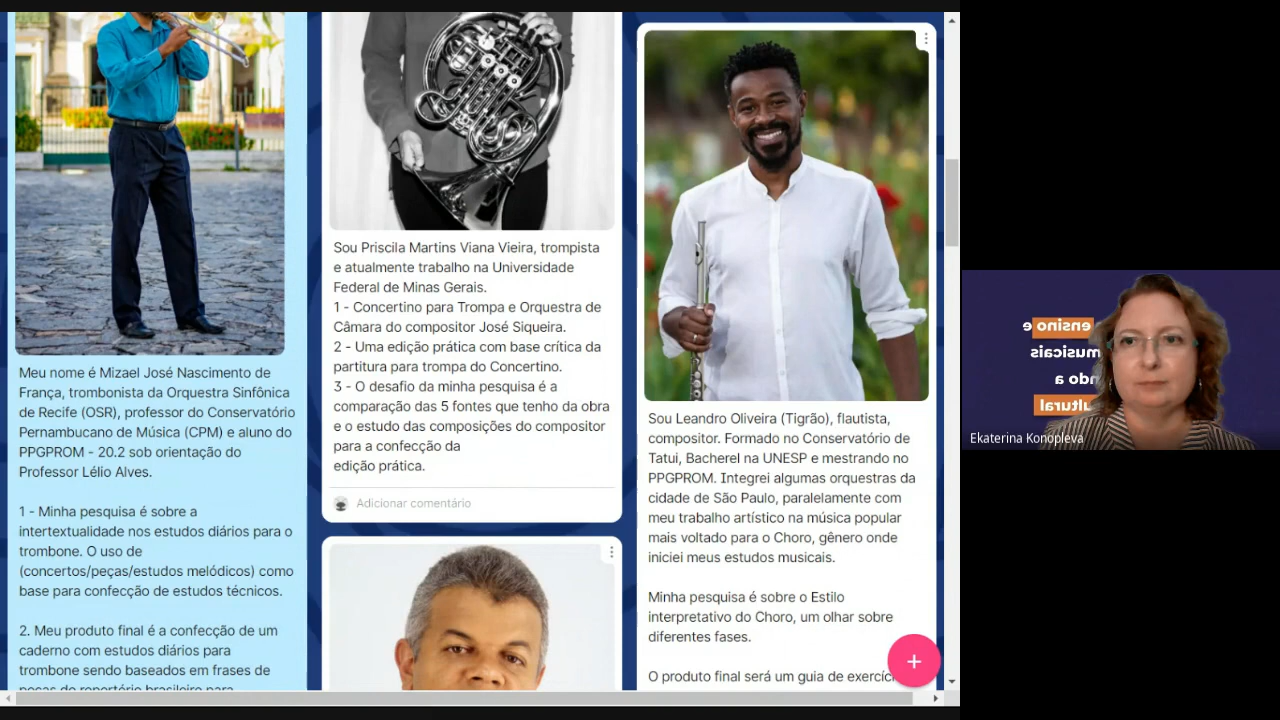 Meu nome é Mizael José Nascimento de
França, trombonista da Orquestra Sinfônica
de Recife (OSR), professor do Conservatório
Pernambucano de Música (CPM) e aluno do
PPGPROM - 20.2 sob orientação do
Professor Lélio Alves.
1 - Minha pesquisa é sobre a
intertextualidade nos estudos diários para o
trombone. O uso de
(concertos/peças/estudos melódicos) como
base para confecção de estudos técnicos.
2. Meu produto final é a confecção de um
caderno com estudos diários para
trombone sendo baseados em frases de
peças do repertório brasileiro para
Sou Priscila Martins Viana Vieira, trompista
e atualmente trabalho na Universidade
Federal de Minas Gerais.
1 - Concertino para Trompa e Orquestra de
Câmara do compositor José Siqueira.
2 - Uma edição prática com base crítica da
partitura para trompa do Concertino.
3 - O desafio da minha pesquisa é a
comparação das 5 fontes que tenho da obra
e o estudo das composições do compositor
para a confecção da
edição prática.
Adicionar comentário
Sou Leandro Oliveira (Tigrão), flautista,
compositor. Formado no Conservatório de
Tatui, Bacherel na UNESP e mestrando no
PPGPROM. Integrei algumas orquestras da
cidade de São Paulo, paralelamente com
meu trabalho artístico na música popular
mais voltado para o Choro, gênero onde
iniciei meus estudos musicais.
Minha pesquisa é sobre o Estilo
interpretativo do Choro, um olhar sobre
diferentes fases.
O produto final será um guia de
ensino e
musicais
a
Ekaterina Konopleva